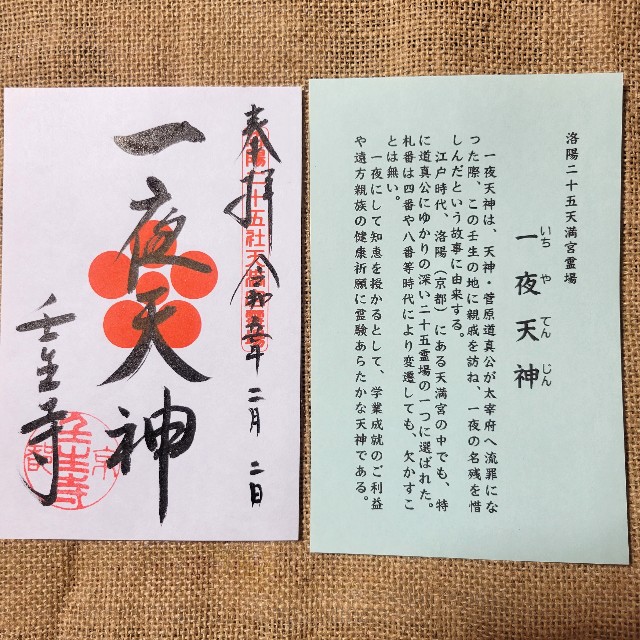 奉拝
令和五年二月二日
一夜天神
壬生寺
洛陽二十五天満宮霊場
一夜天神
いちやてんじん
一夜天神は、天神・菅原道真公が太宰府へ流罪にな
った際、この壬生の地に親戚を訪ね、一夜の名残を惜
しんだという故事に由来する。
江戸時代、洛陽（京都）にある天満宮の中でも、特
に道真公にゆかりの深い二十五霊場の一つに選ばれた。
札番は四番や八番等時代により変遷しても、欠かすこ
とは無い。
一夜にして知恵を授かるとして、学業成就のご利益
や遠方親族の健康祈願に霊験あらたかな天神である。